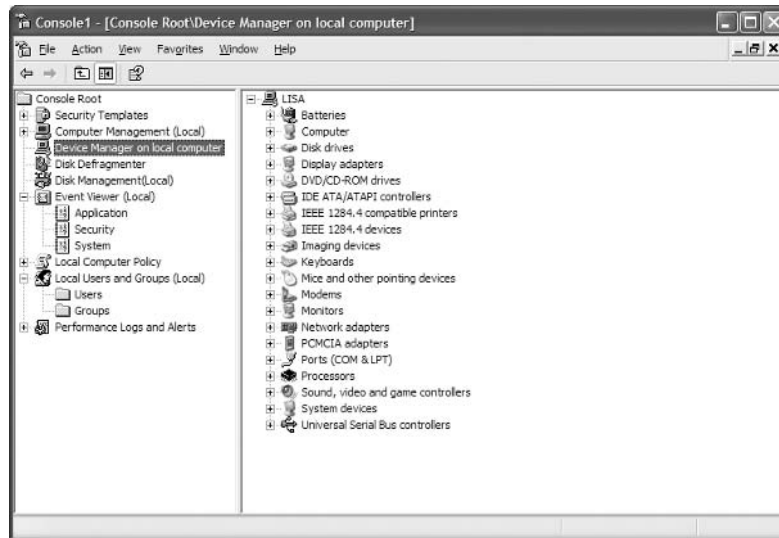 Console1 - [Console Root\Device Manager on local computer]
File Action View Favorites Window Help
Console Root
Security Templates
Computer Management (Local)
Device Manager on local computer
Disk Defragmenter
Disk Management(Local)
Event Viewer (Local)
Application
Security
System
Local Computer Policy
Local Users and Groups (Local)
Users
Groups
Performance Logs and Alerts
LISA
Batteries
Computer
Disk drives
Display adapters
DVD/CD-ROM drives
IDE ATA/ATAPI controllers
IEEE 1284.4 compatible printers
IEEE 1284.4 devices
Imaging devices
Keyboards
Mice and other pointing devices
Modems
Monitors
Network adapters
PCMCIA adapters
Ports (COM & LPT)
Processors
Sound, video and game controllers
System devices
Universal Serial Bus controllers